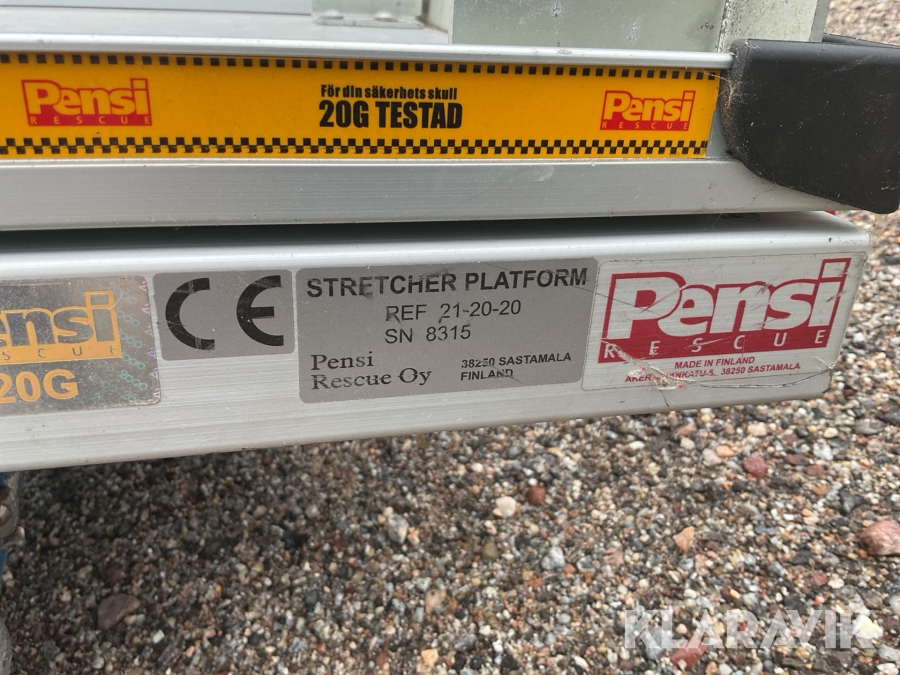 Pensi
RESCUE
För din säkerhets skull
20G TESTAD
Pensi
RESCUE
ensi
SCUE
20G
CE
STRETCHER PLATFORM
REF 21-20-20
SN 8315
Pensi
Rescue Oy
38250 SASTAMALA
FINLAND
Pensi
RESCUE
MADE IN FINLAND
38250 SASTAMALA
KLARAVIK